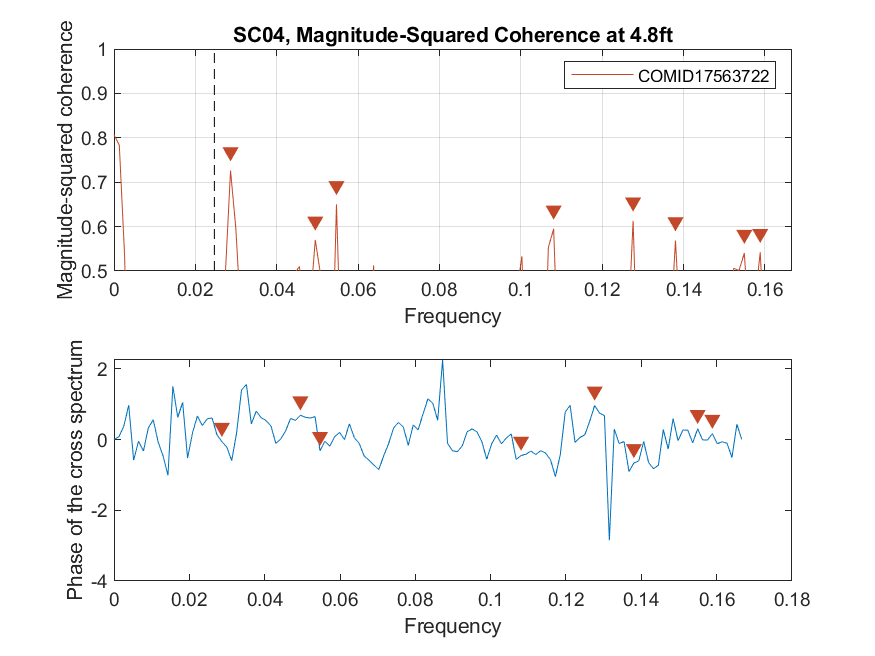 SC04, Magnitude-Squared Coherence at 4.8ft
Magnitude-squared coherence
1
0.9
0.8
0.7
0.6
0.5
COMID17563722
0 0.02 0.04 0.06 0.08 0.1 0.12 0.14 0.16
Frequency
Phase of the cross spectrum
2
0
-2
-4
0 0.02 0.04 0.06 0.08 0.1 0.12 0.14 0.16 0.18
Frequency